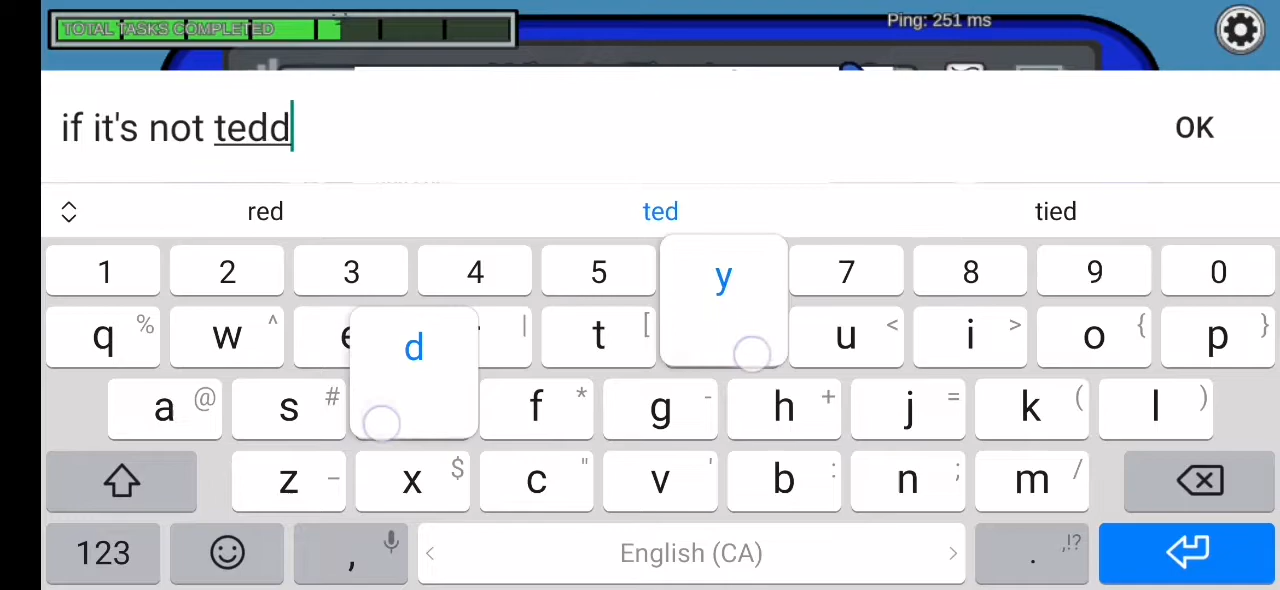 TOTAL TASKS COMPLETED
Ping: 251 ms
if it's not tedd
OK
red ted tied
1 2 3 4 5 y 7 8 9 0
q % w ^ e | t [ u < i > o { p }
a @ s # d f * g - h + j = k ( l )
z _ x $ c " v ' b : n ; m /
123 , < English (CA) > . ,!?